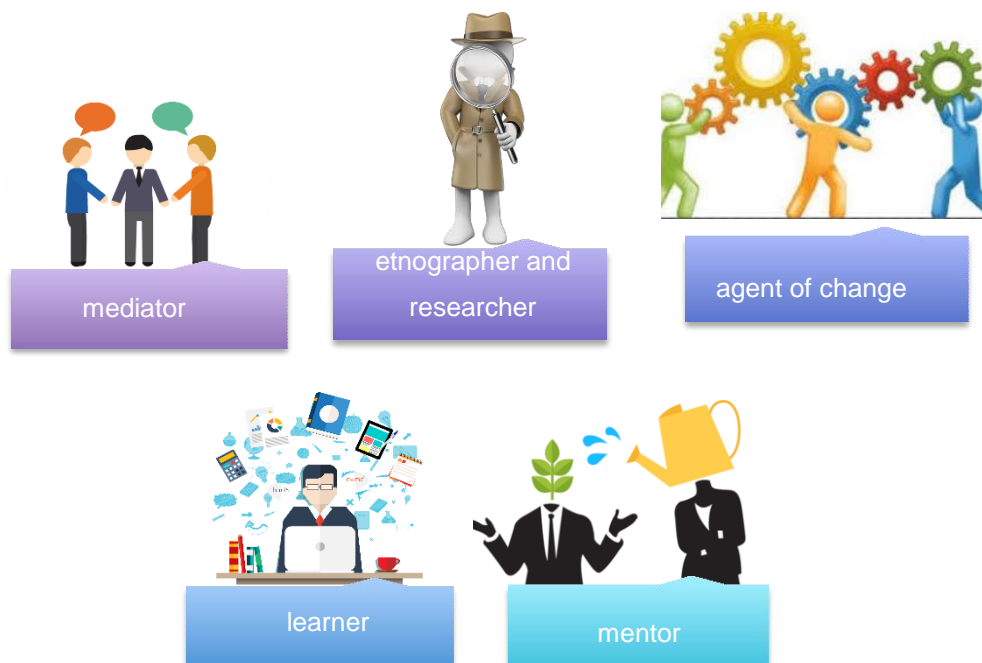 mediator
etnographer and
researcher
agent of change
learner
mentor